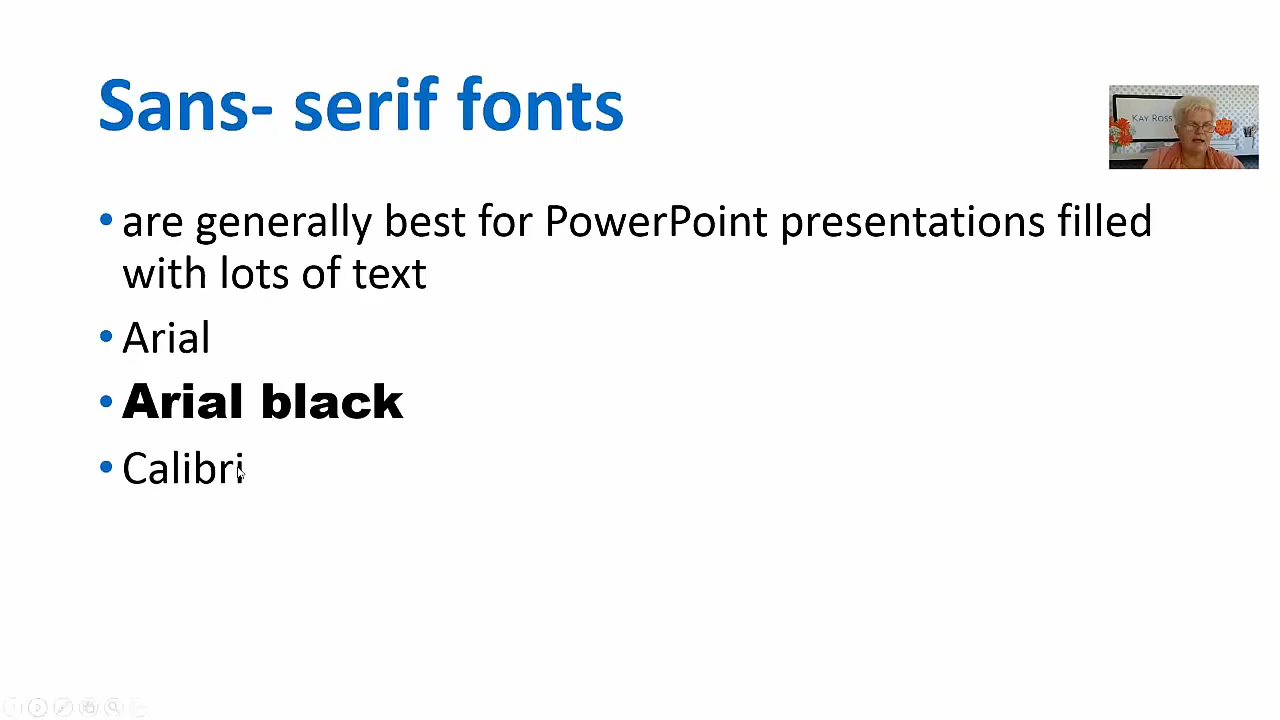 Sans- serif fonts
KAY ROSS
• are generally best for PowerPoint presentations filled
with lots of text
• Arial
• Arial black
• Calibri